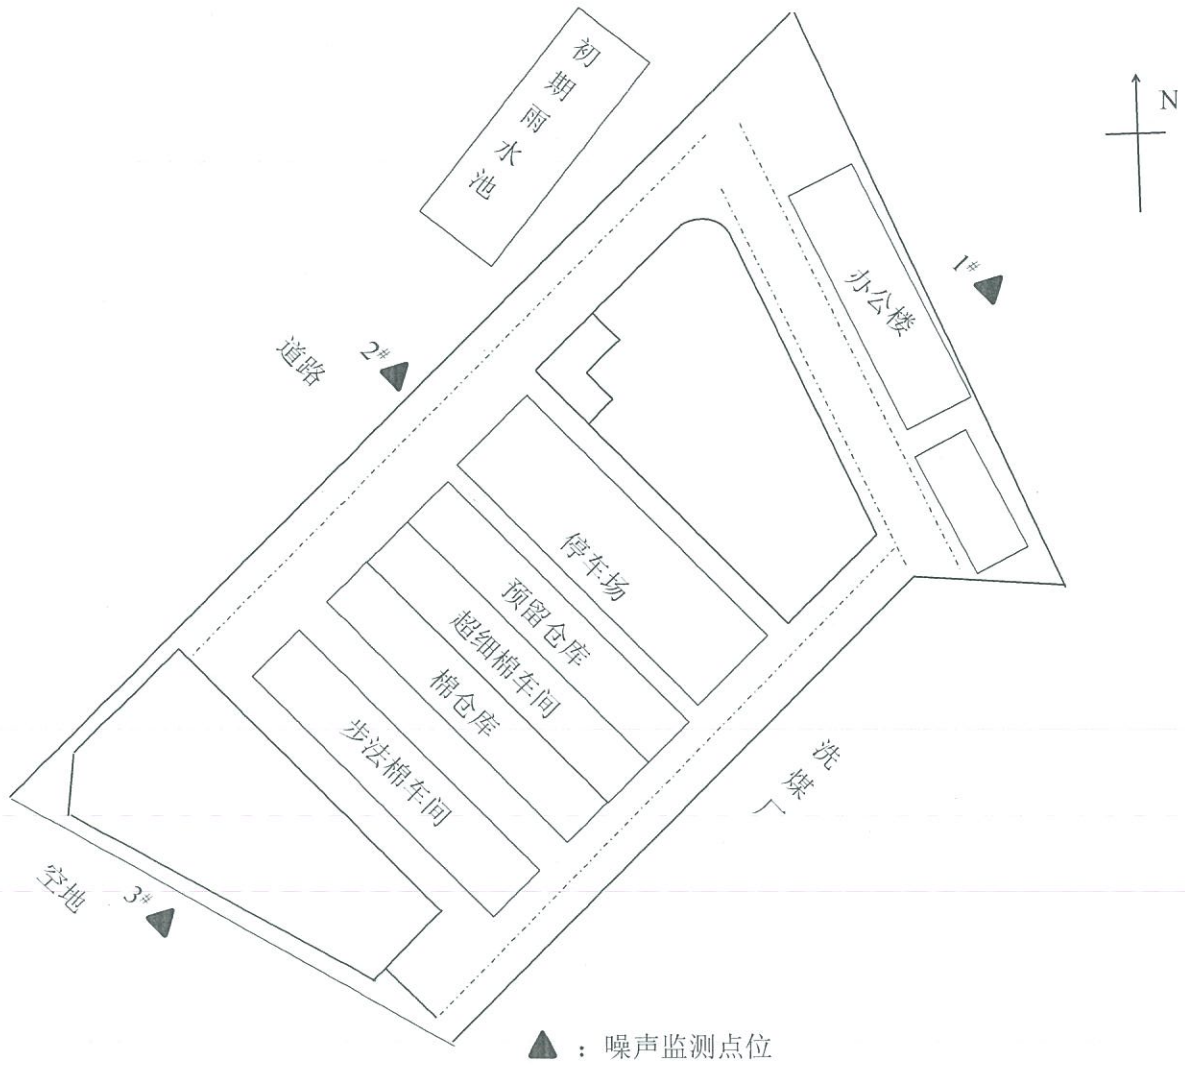 初期雨水池
N
1#
办公楼
2#
道路
停车场
预留仓库
超细棉车间
棉仓库
步法棉车间
洗煤厂
空地
3#
：噪声监测点位